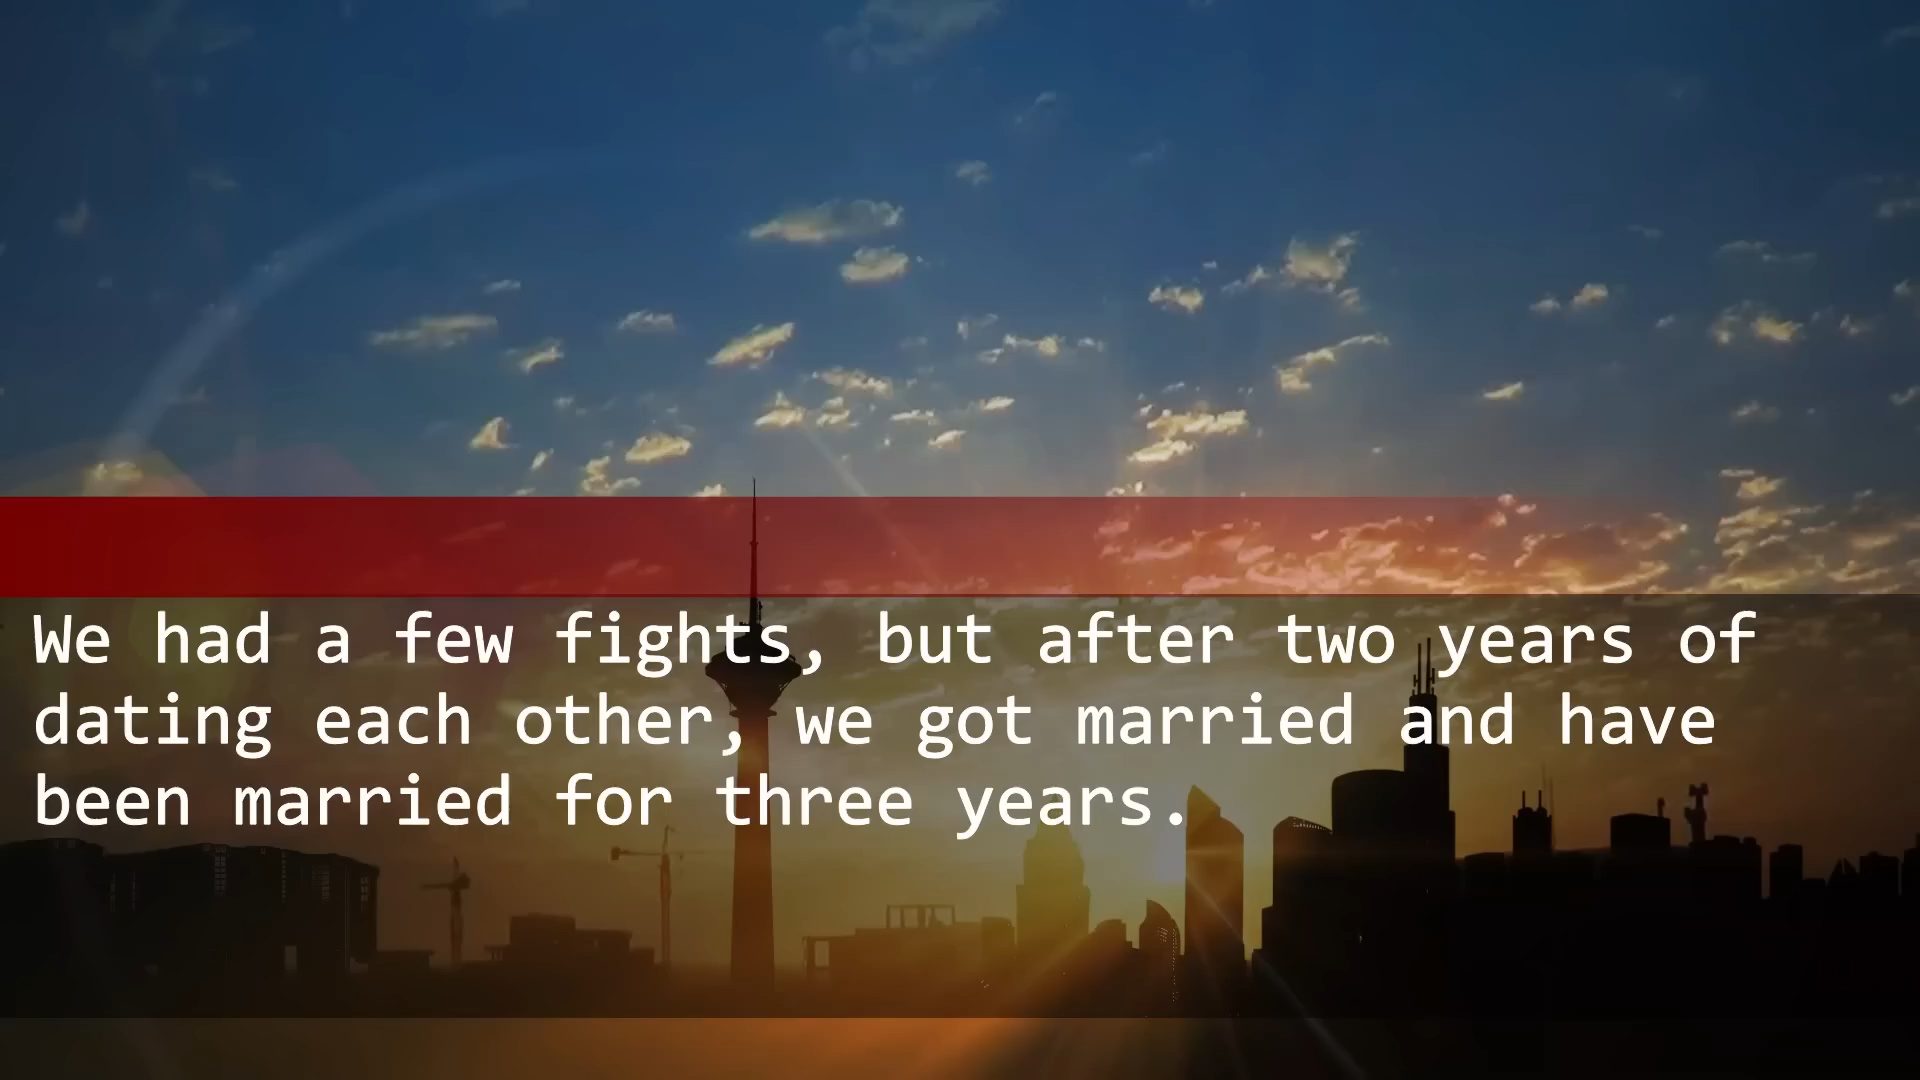 We had a few fights, but after two years of
dating each other, we got married and have
been married for three years.